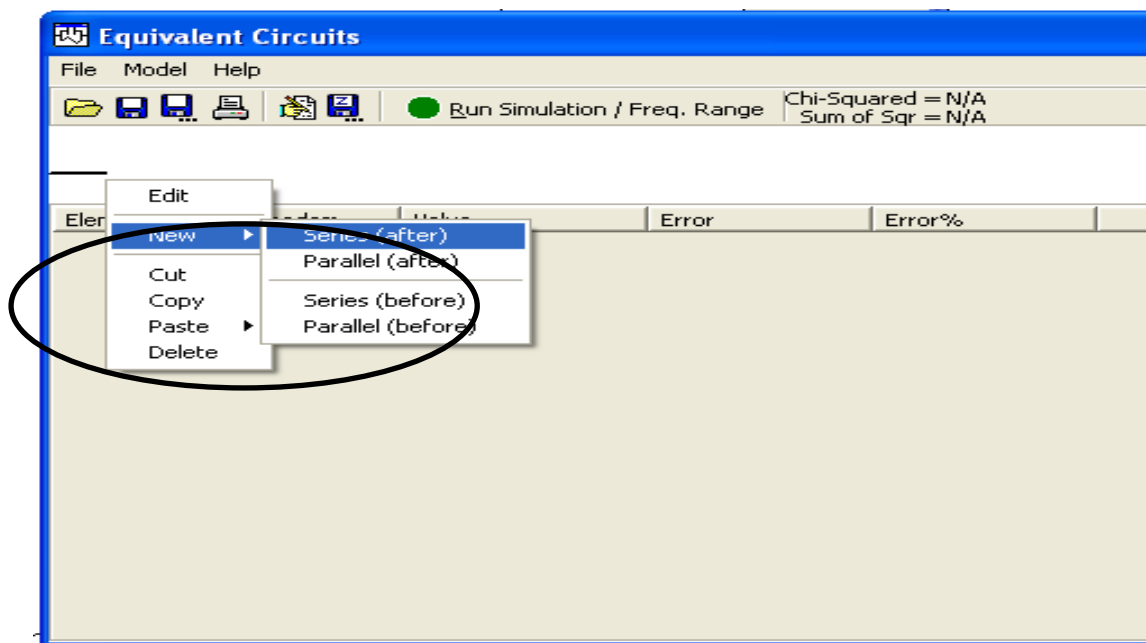 Equivalent Circuits
File Model Help
Run Simulation / Freq. Range
Chi-Squared = N/A
Sum of Sqr = N/A
Edit
Value Error Error%
New Series (after)
Parallel (after)
Cut
Copy Series (before)
Paste Parallel (before)
Delete